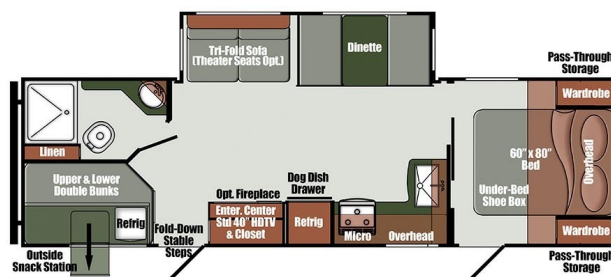 Tri-Fold Sofa
(Theater Seats Opt.)
Dinette
Pass-Through
Storage
Wardrobe
Linen
60" x 80"
Bed
Overhead
Upper & Lower
Double Bunks
Under-Bed
Shoe Box
Opt. Fireplace
Dog Dish
Drawer
Enter. Center
Std 40" HDTV
& Closet
Refrig
Refrig
Micro
Overhead
Wardrobe
Fold-Down
Stable
Steps
Outside
Snack Station
Pass-Through
Storage